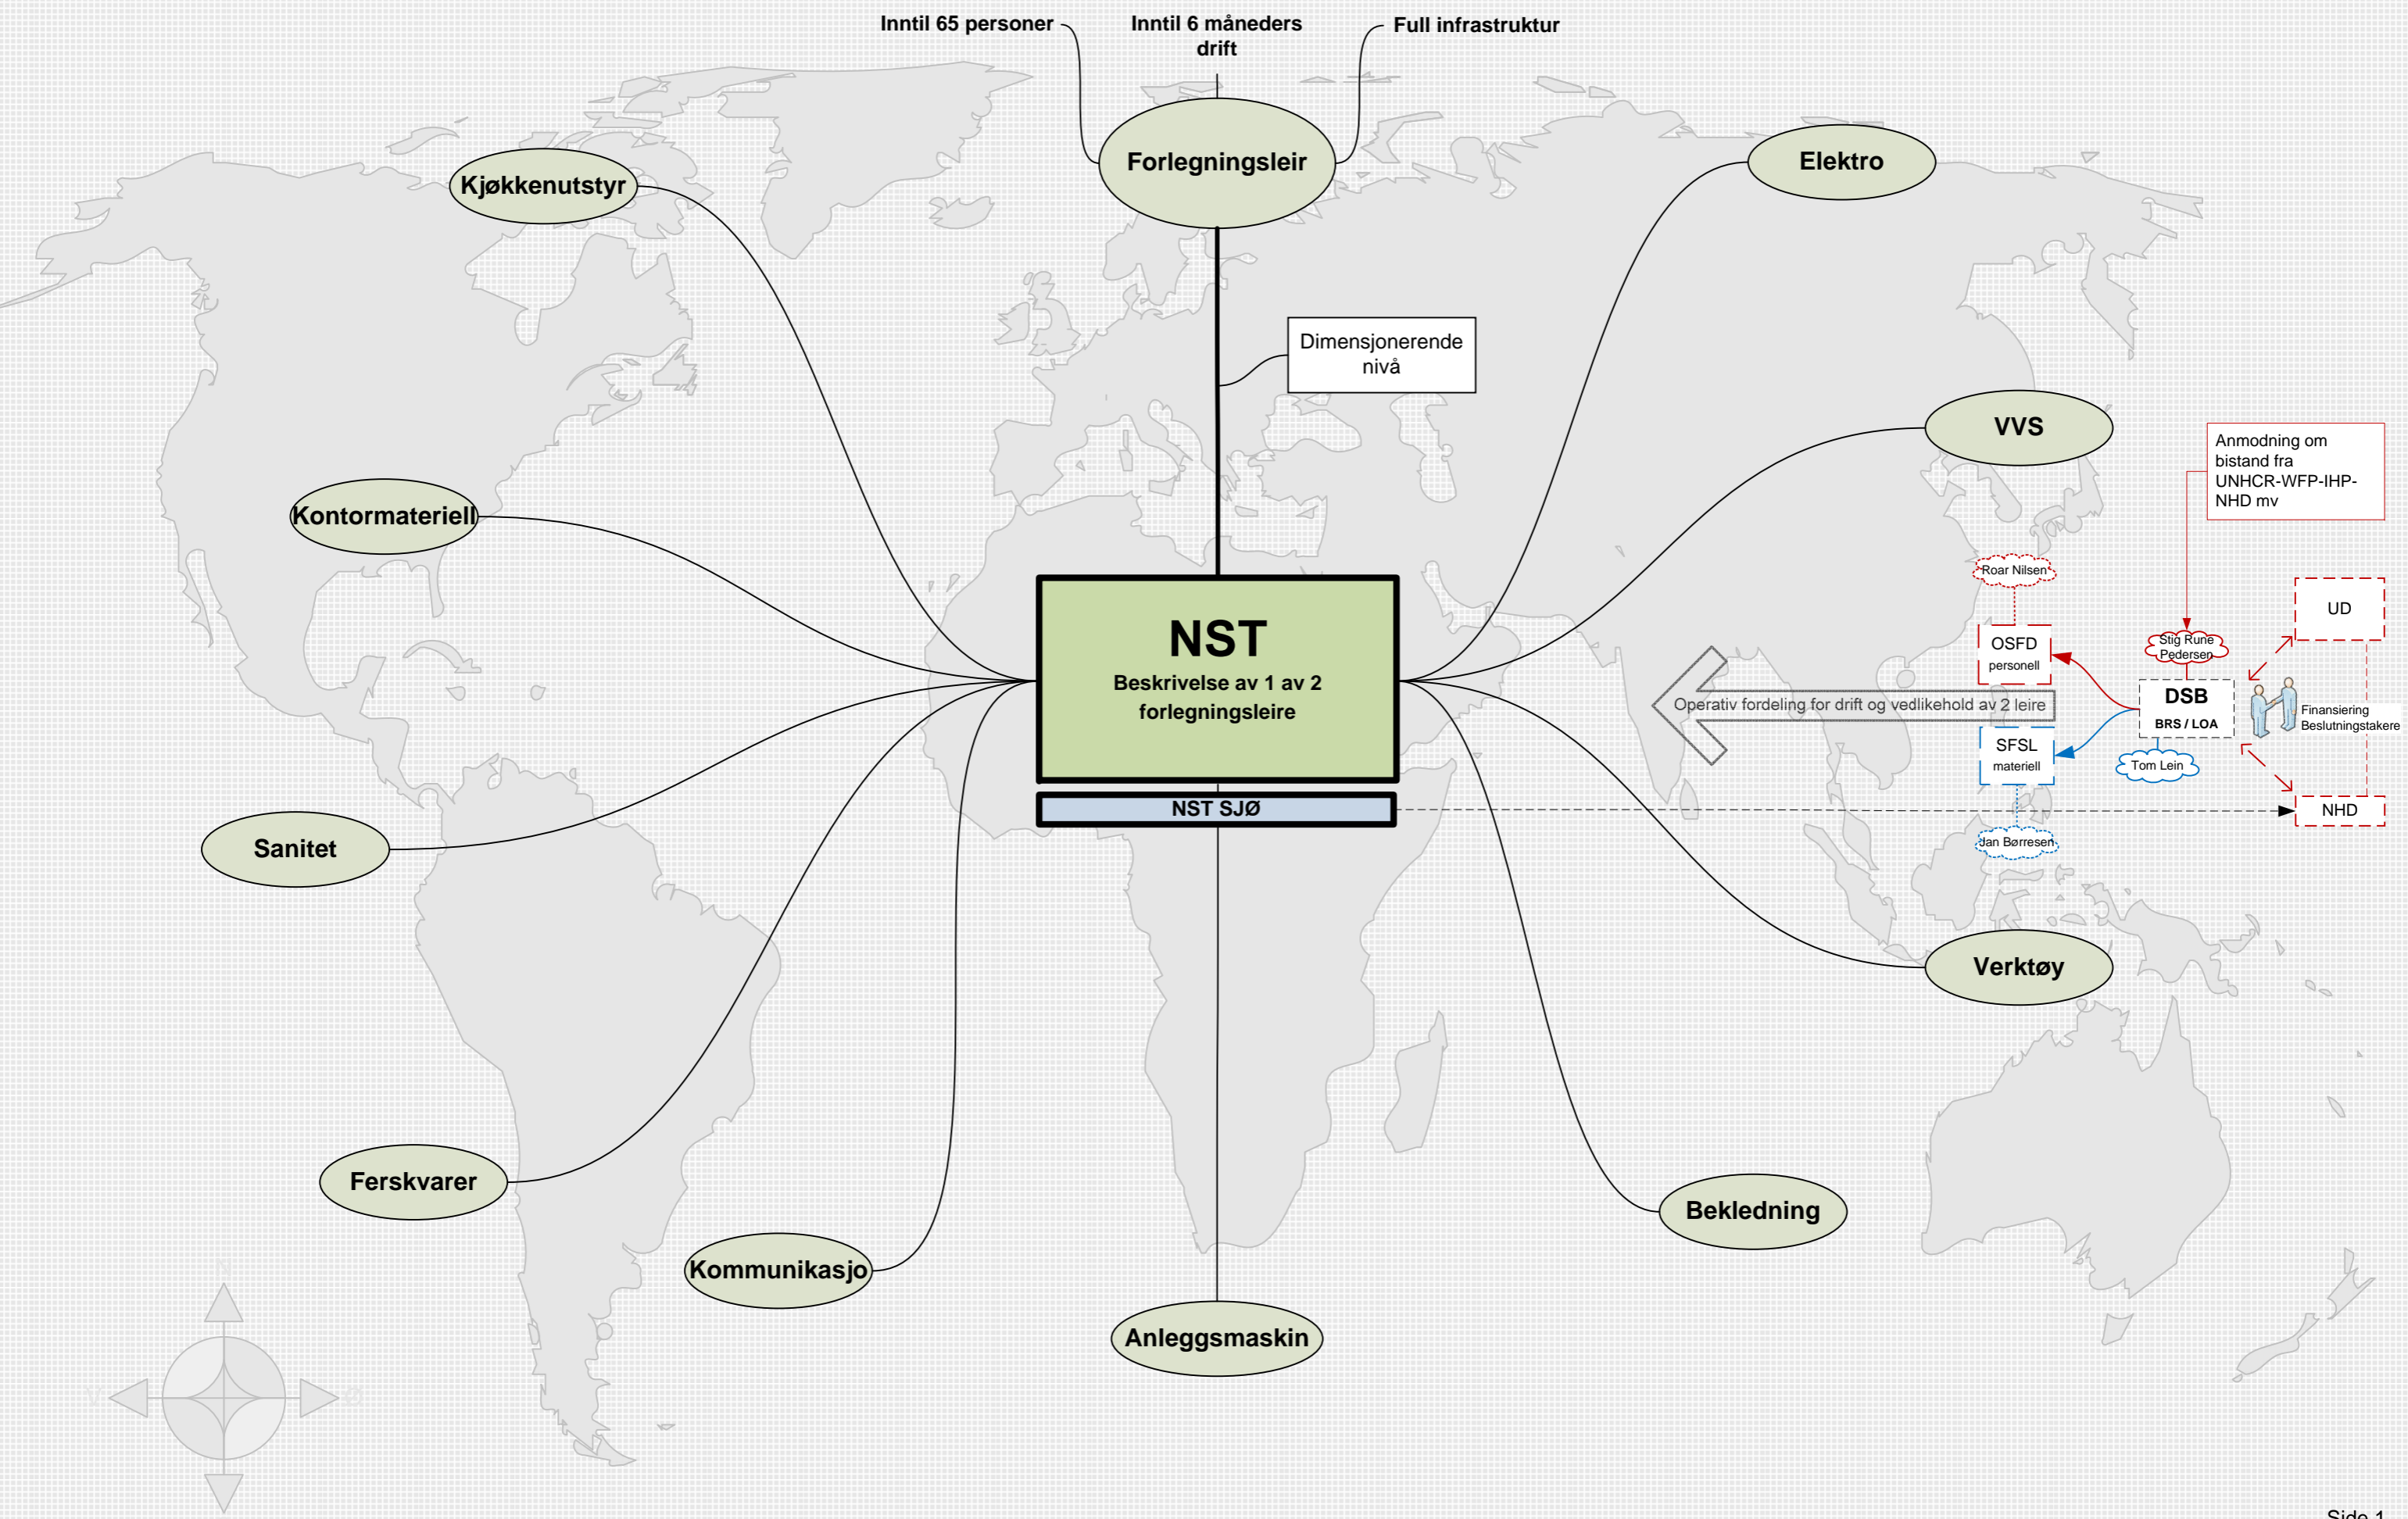 Inntil 65 personer
Inntil 6 måneders
drift
Full infrastruktur
Forlegningsleir
Elektro
Kjøkkenutstyr
Dimensjonerende
nivå
VVS
Anmodning om
bistand fra
UNHCR-WFP-IHP-
NHD mv
Kontormateriell
Roar Nilsen
UD
OSFD
personell
Stig Rune
Pedersen
NST
Beskrivelse av 1 av 2
forlegningsleire
Operativ fordeling for drift og vedlikehold av 2 leire
DSB
BRS / LOA
Finansiering
Beslutningstakere
SFSL
materiell
Tom Lein
NST SJØ
NHD
Jan Børresen
Sanitet
Verktøy
Ferskvarer
Bekledning
Kommunikasjo
Anleggsmaskin
N
V
Ø
Side 1